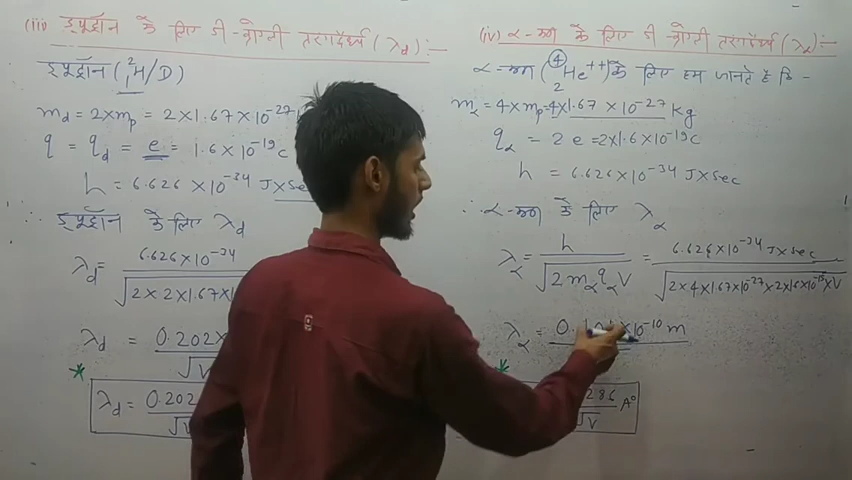 (iii) ड्यूट्रॉन के लिए डी-ब्रोग्ली तरंगदैर्ध्य (λd) :-
ड्यूट्रॉन (²₁H/D)
md = 2×mp = 2×1.67×10⁻²⁷
q = qd = e = 1.6×10⁻¹⁹C
h = 6.626×10⁻³⁴ J×Sec
∴ ड्यूट्रॉन के लिए λd
λd = 6.626×10⁻³⁴ / √2×2×1.67×1
λd = 0.202× / √V
* λd = 0.202 / √V
(iv) α-कण के लिए डी ब्रोग्ली तरंगदैर्ध्य (λα) :-
α-कण (⁴₂He⁺⁺) के लिए हम जानते है कि -
mα = 4×mp = 4×1.67×10⁻²⁷ Kg
qα = 2e = 2×1.6×10⁻¹⁹C
h = 6.626×10⁻³⁴ J×Sec
∴ α-कण के लिए λα
λα = h / √2mαqαV = 6.626×10⁻³⁴ J×Sec / √2×4×1.67×10⁻²⁷×2×1.6×10⁻¹⁹×V
λα = 0. ×10⁻¹⁰ m
* 286 / √V A°